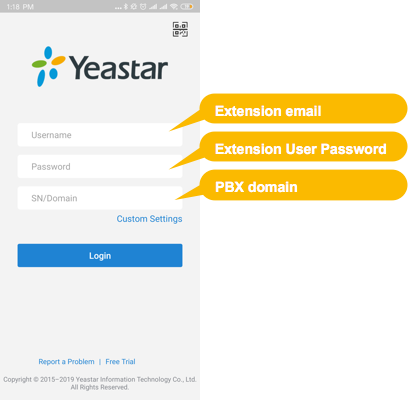 1:18 PM
Yeastar
Username
Extension email
Password
Extension User Password
SN/Domain
PBX domain
Custom Settings
Login
Report a Problem | Free Trial
Copyright © 2015–2019 Yeastar Information Technology Co., Ltd.
All Rights Reserved.